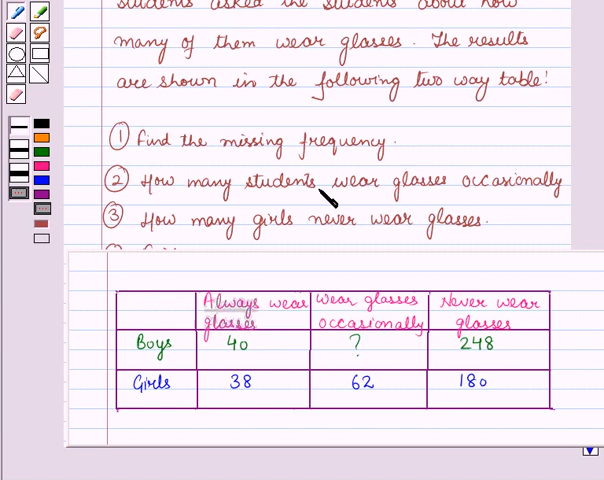 students asked the students about how
many of them wear glasses. The results
are shown in the following two way table!
① Find the missing frequency.
② How many students wear glasses occasionally
③ How many girls never wear glasses.
Always wear glasses Wear glasses occasionally Never wear glasses
Boys 40 ? 248
Girls 38 62 180